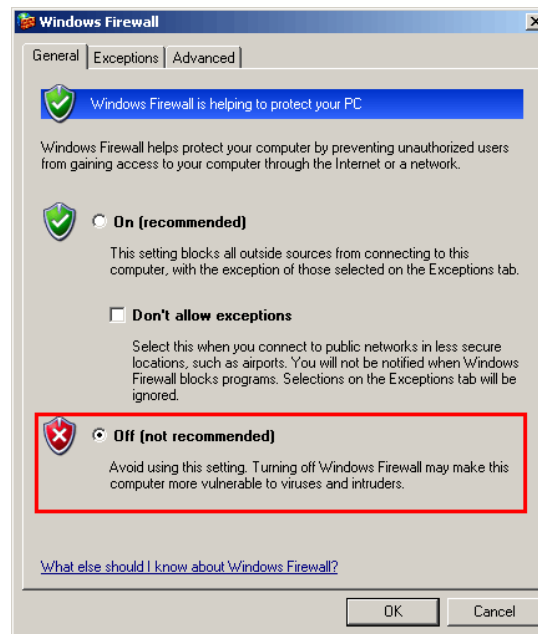 Windows Firewall
General Exceptions Advanced
Windows Firewall is helping to protect your PC
Windows Firewall helps protect your computer by preventing unauthorized users
from gaining access to your computer through the Internet or a network.
On (recommended)
This setting blocks all outside sources from connecting to this
computer, with the exception of those selected on the Exceptions tab.
Don't allow exceptions
Select this when you connect to public networks in less secure
locations, such as airports. You will not be notified when Windows
Firewall blocks programs. Selections on the Exceptions tab will be
ignored.
Off (not recommended)
Avoid using this setting. Turning off Windows Firewall may make this
computer more vulnerable to viruses and intruders.
What else should I know about Windows Firewall?
OK Cancel